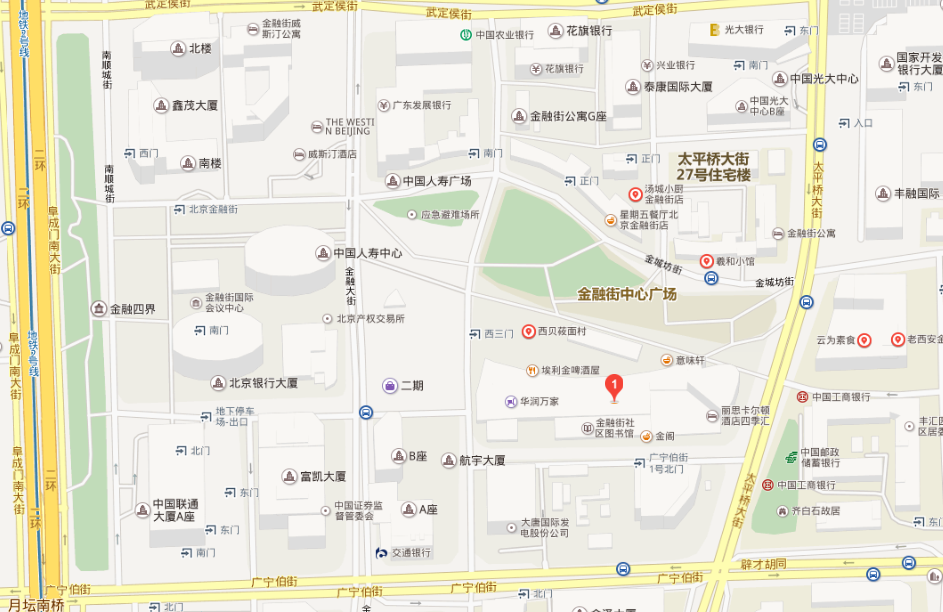 武定侯街
武定侯街
武定侯街
地铁2号线
北楼
金融街威
斯汀公寓
中国农业银行
花旗银行
光大银行
东门
国家开发
银行大厦
东门
花旗银行
兴业银行
南门
中国光大中心
泰康国际大厦
南顺城街
鑫茂大厦
广东发展银行
金融街公寓G座
中国光大
中心B座
THE WESTI
N BEIJING
入口
二环
西门
南楼
威斯汀酒店
南门
正门
太平桥大街
27号住宅楼
太平桥大街
南顺城街
中国人寿广场
正门
汤城小厨
金融街店
丰融国际
二环
阜成门南大街
北京金融街
应急避难场所
星期五餐厅北
京金融街店
金融街公寓
中国人寿中心
金城坊街
羲和小馆
金融大街
金城坊街
金融街中心广场
金融四界
金融街国际
会议中心
北京产权交易所
南门
西三门
西贝莜面村
云为素食
老西安金
阜成门南大街
地铁2号线
意味轩
埃利金啤酒屋
北京银行大厦
二期
1
华润万家
中国工商银行
地下停车
场-出口
金融街社
区图书馆
丽思卡尔顿
酒店四季汇
金阁
丰汇
区居委
北门
B座
航宇大厦
广宁伯街
1号北门
中国邮政
储蓄银行
阜成门南大街
二环
富凯大厦
东门
太平桥大街
中国工商银行
中国联通
大厦A座
中国证券监
督管委会
A座
齐白石故居
二环
东门
大唐国际发
电股份公司
东门
南门
交通银行
辟才胡同
广宁伯街
广宁伯街
广宁伯街
月坛南桥
北门
金
北门